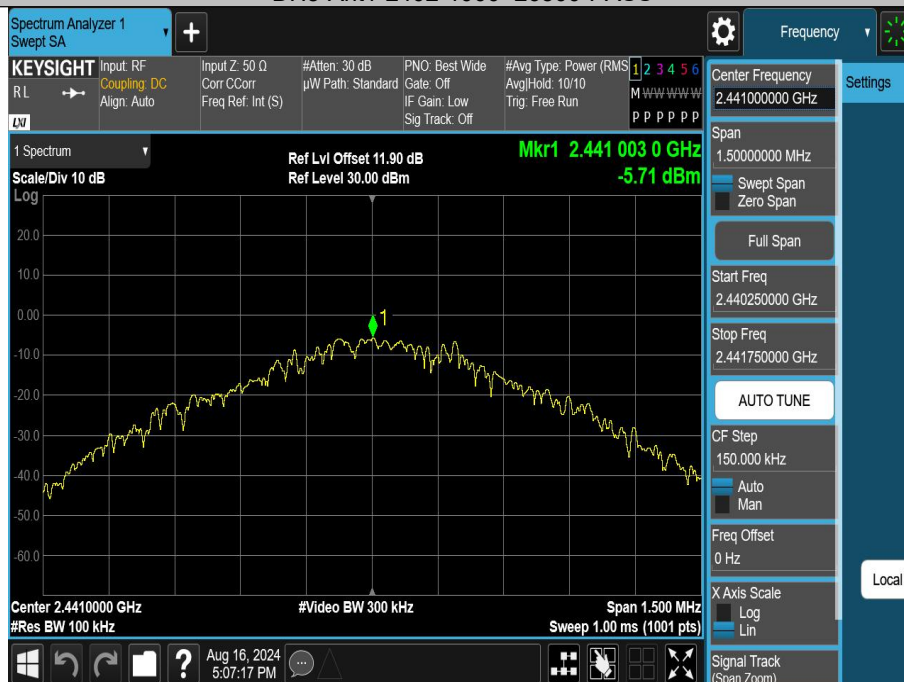 Spectrum Analyzer 1
Swept SA
Frequency
KEYSIGHT
R L
LXI
Input: RF
Coupling: DC
Align: Auto
Input Z: 50 Ω
Corr CCorr
Freq Ref: Int (S)
#Atten: 30 dB
µW Path: Standard
PNO: Best Wide
Gate: Off
IF Gain: Low
Sig Track: Off
#Avg Type: Power (RMS
Avg|Hold: 10/10
Trig: Free Run
1 2 3 4 5 6
M W W W W W
P P P P P P
1 Spectrum
Scale/Div 10 dB
Log
Ref Lvl Offset 11.90 dB
Ref Level 30.00 dBm
Mkr1 2.441 003 0 GHz
-5.71 dBm
20.0
10.0
0.00
-10.0
-20.0
-30.0
-40.0
-50.0
-60.0
1
Center 2.4410000 GHz
#Res BW 100 kHz
#Video BW 300 kHz
Span 1.500 MHz
Sweep 1.00 ms (1001 pts)
Aug 16, 2024
5:07:17 PM
Center Frequency
2.441000000 GHz
Settings
Span
1.50000000 MHz
Swept Span
Zero Span
Full Span
Start Freq
2.440250000 GHz
Stop Freq
2.441750000 GHz
AUTO TUNE
CF Step
150.000 kHz
Auto
Man
Freq Offset
0 Hz
Local
X Axis Scale
Log
Lin
Signal Track
(Span Zoom)